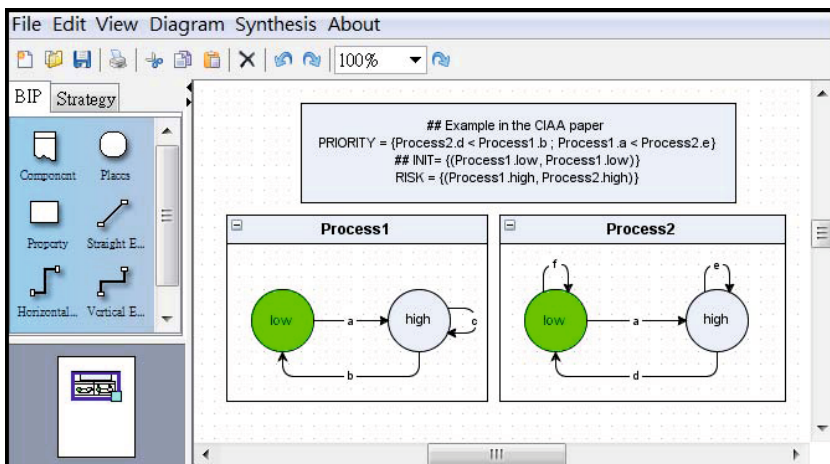 File Edit View Diagram Synthesis About
100%
BIP Strategy
Component Places
Property Straight E...
Horizontal... Vertical E...
## Example in the CIAA paper
PRIORITY = {Process2.d < Process1.b ; Process1.a < Process2.e}
## INIT= {(Process1.low, Process1.low)}
RISK = {(Process1.high, Process2.high)}
Process1
low a high c
b
Process2
f e
low a high
d